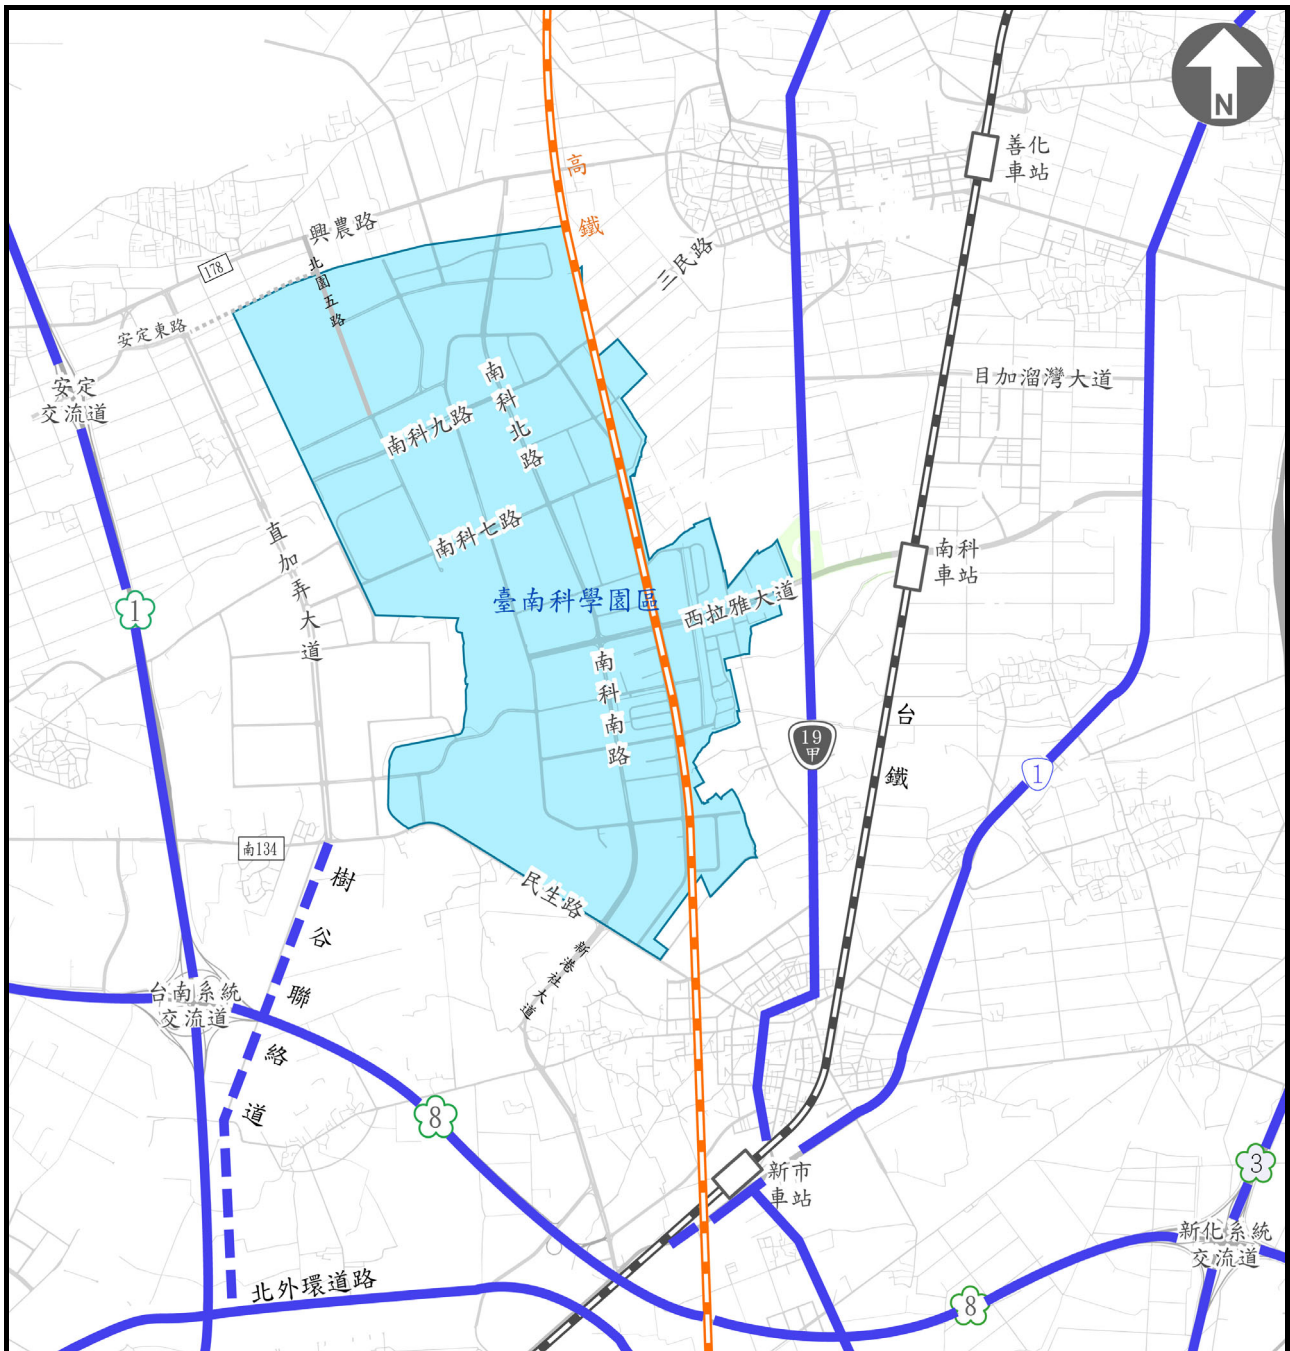 N
善化
車站
高鐵
興農路
178
北園五路
三民路
安定東路
安定
交流道
目加溜灣大道
南科北路
南科九路
南科七路
直加弄大道
南科
車站
臺南科學園區
西拉雅大道
1
南科南路
台鐵
19
甲
1
南134
樹谷聯絡道
民生路
新港社大道
台南系統
交流道
8
新市
車站
3
新化系統
交流道
北外環道路
8